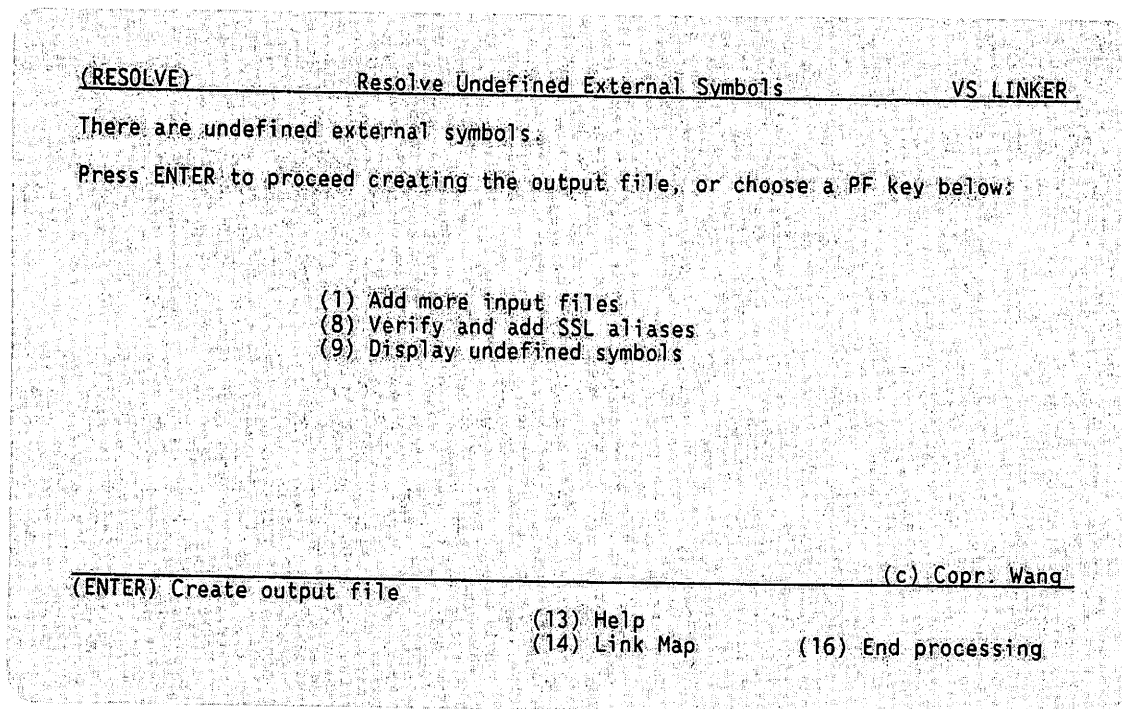 (RESOLVE) Resolve Undefined External Symbols VS LINKER
There are undefined external symbols.
Press ENTER to proceed creating the output file, or choose a PF key below:
(1) Add more input files
(8) Verify and add SSL aliases
(9) Display undefined symbols
(c) Copr. Wang
(ENTER) Create output file
(13) Help
(14) Link Map (16) End processing